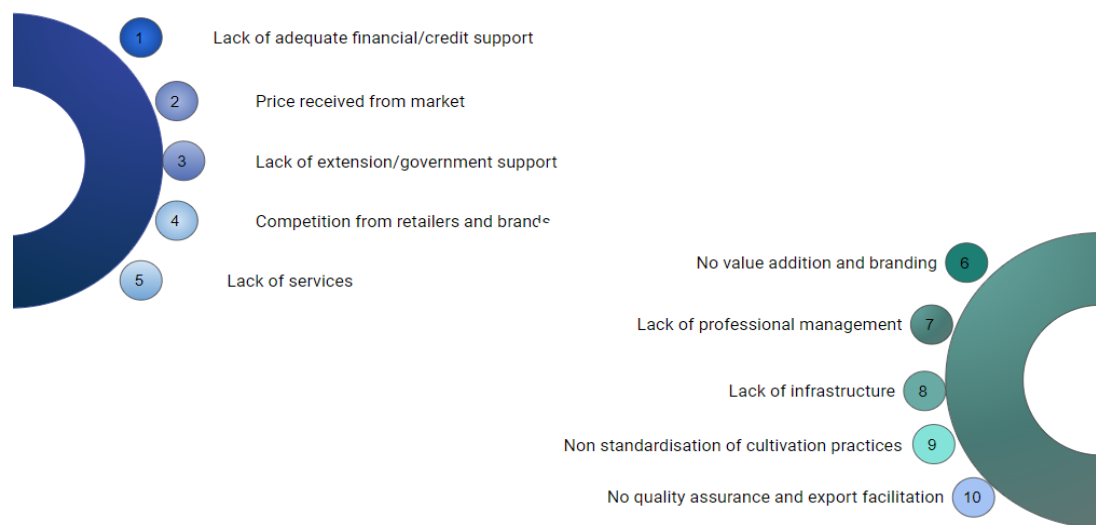 1 Lack of adequate financial/credit support
2 Price received from market
3 Lack of extension/government support
4 Competition from retailers and brands
5 Lack of services
No value addition and branding 6
Lack of professional management 7
Lack of infrastructure 8
Non standardisation of cultivation practices 9
No quality assurance and export facilitation 10